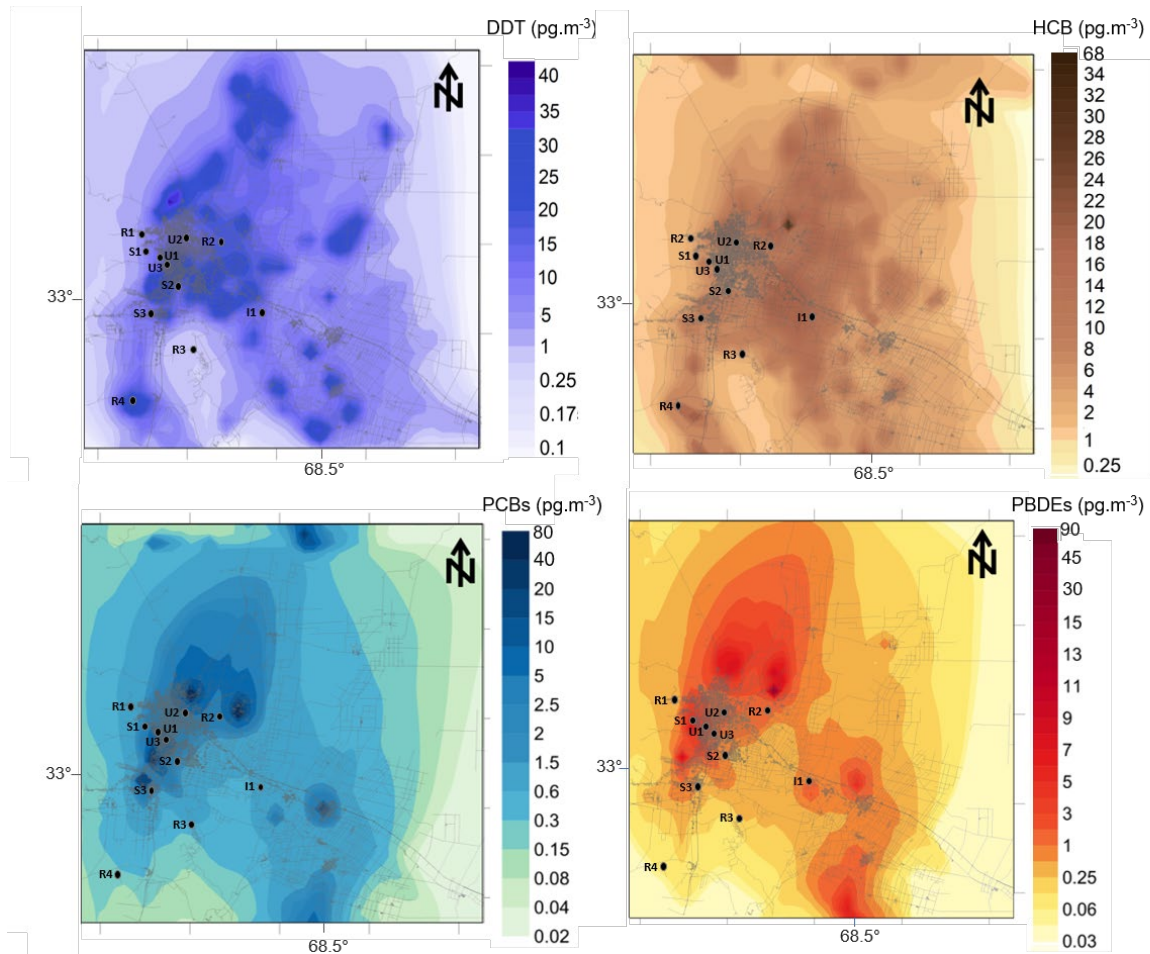 DDT (pg.m-3)
N
40
35
30
25
20
15
10
5
1
0.25
0.17
0.1
R1
U2
R2
S1
U1
U3
S2
33°
S3
I1
R3
R4
68.5°
HCB (pg.m-3)
N
68
34
32
30
28
26
24
22
20
18
16
14
12
10
8
6
4
2
1
0.25
R2
U2
R2
S1
U1
U3
S2
33°
S3
I1
R3
R4
68.5°
PCBs (pg.m-3)
N
80
40
20
15
10
5
2.5
2
1.5
0.6
0.3
0.15
0.08
0.04
0.02
R1
U2
R2
S1
U1
U3
S2
33°
S3
I1
R3
R4
68.5°
PBDEs (pg.m-3)
N
90
45
30
15
13
11
9
7
5
3
1
0.25
0.06
0.03
R1
S1
U2
R2
U1
U3
S2
33°
S3
I1
R3
R4
68.5°